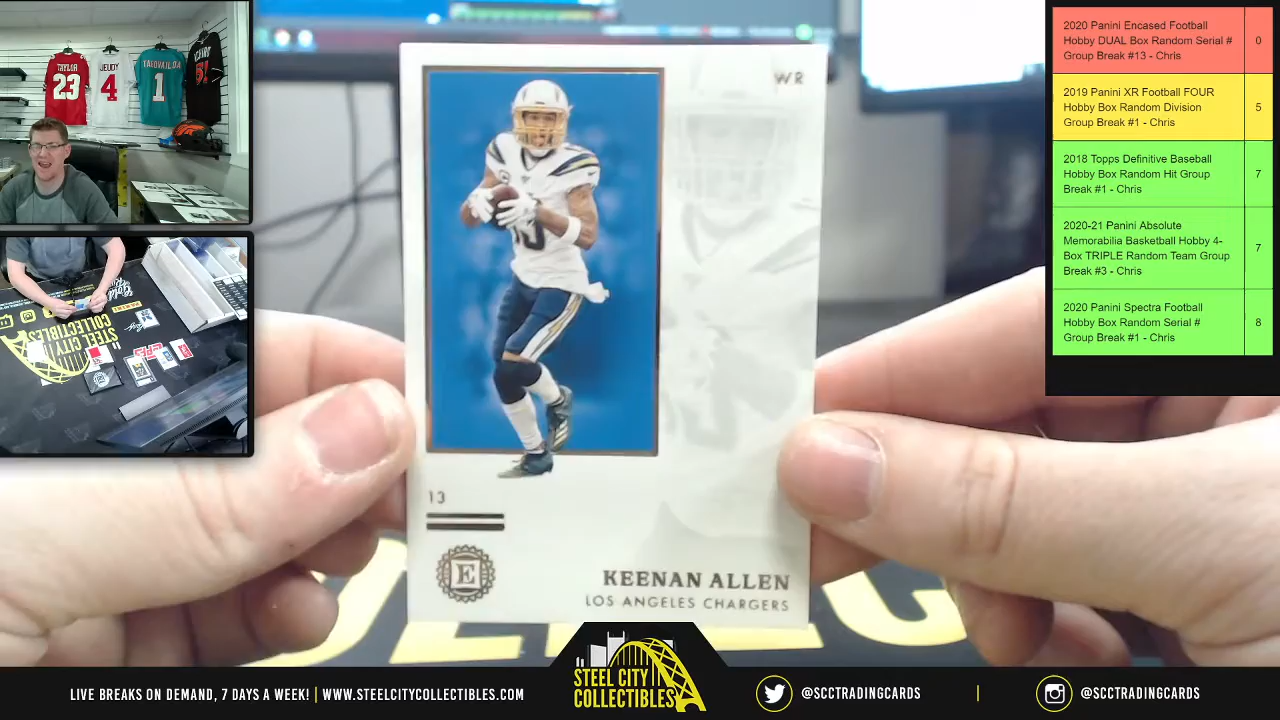 TAYLOR
23
JEUDY
4
TAGOVAILOA
1
51
WR
13
E
KEENAN ALLEN
LOS ANGELES CHARGERS
2020 Panini Encased Football
Hobby DUAL Box Random Serial #
Group Break #13 - Chris
0
2019 Panini XR Football FOUR
Hobby Box Random Division
Group Break #1 - Chris
5
2018 Topps Definitive Baseball
Hobby Box Random Hit Group
Break #1 - Chris
7
2020-21 Panini Absolute
Memorabilia Basketball Hobby 4-
Box TRIPLE Random Team Group
Break #3 - Chris
7
2020 Panini Spectra Football
Hobby Box Random Serial #
Group Break #1 - Chris
8
STEEL CITY
COLLECTIBLES
LIVE BREAKS ON DEMAND, 7 DAYS A WEEK! | WWW.STEELCITYCOLLECTIBLES.COM
STEEL CITY
COLLECTIBLES
@SCCTRADINGCARDS
@SCCTRADINGCARDS